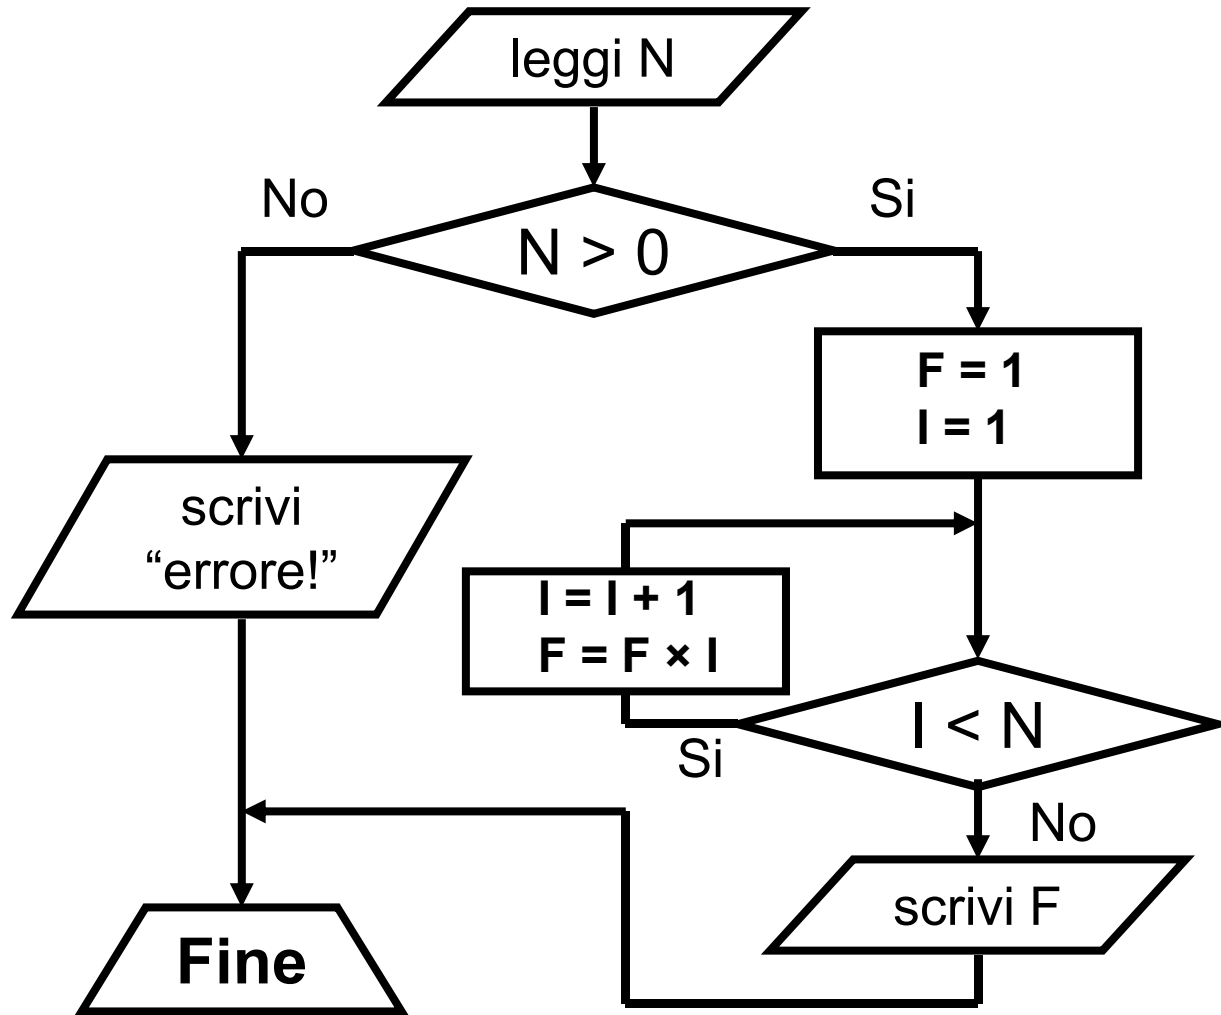 leggi N
No
Si
N > 0
F = 1
I = 1
scrivi
“errore!”
I = I + 1
F = F × I
I < N
Si
No
scrivi F
Fine